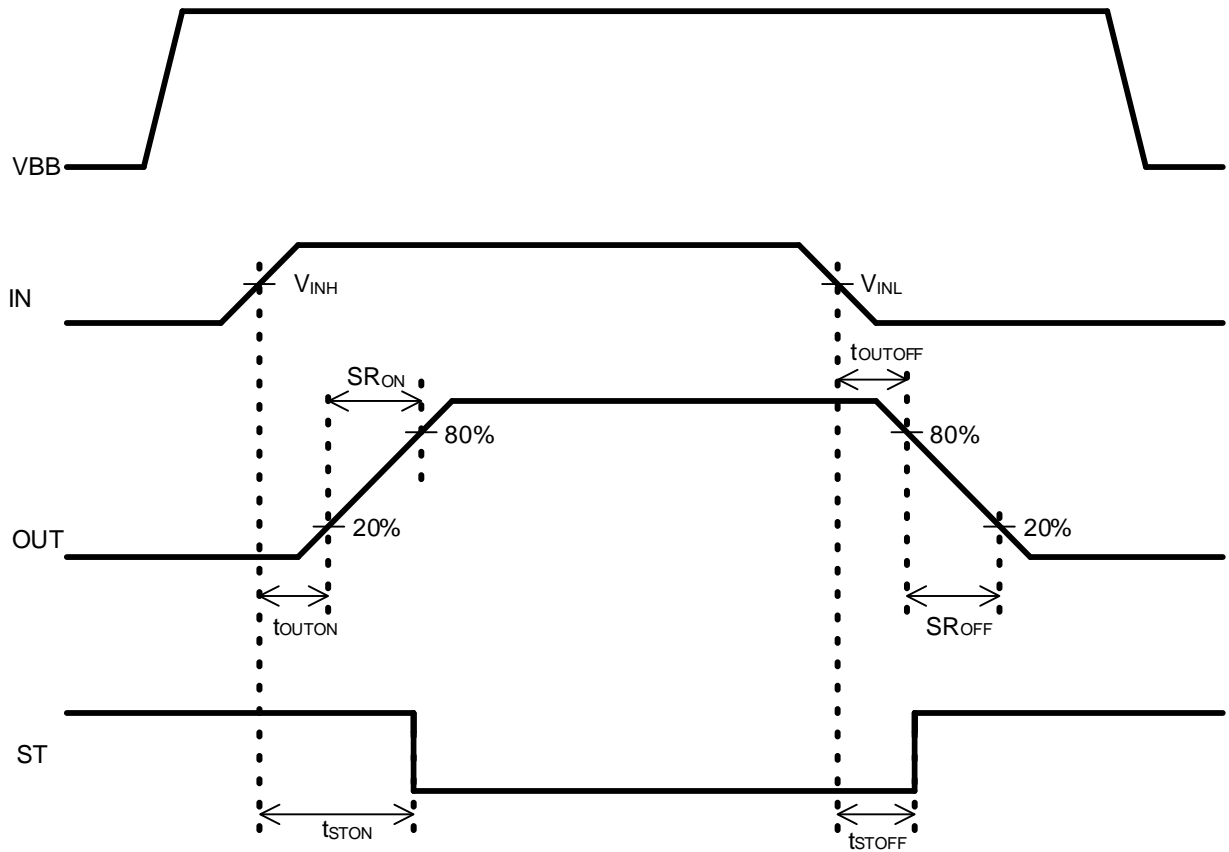 VBB
IN
VINH
VINL
tOUTOFF
SRON
80%
80%
20%
20%
OUT
tOUTON
SROFF
ST
tSTON
tSTOFF